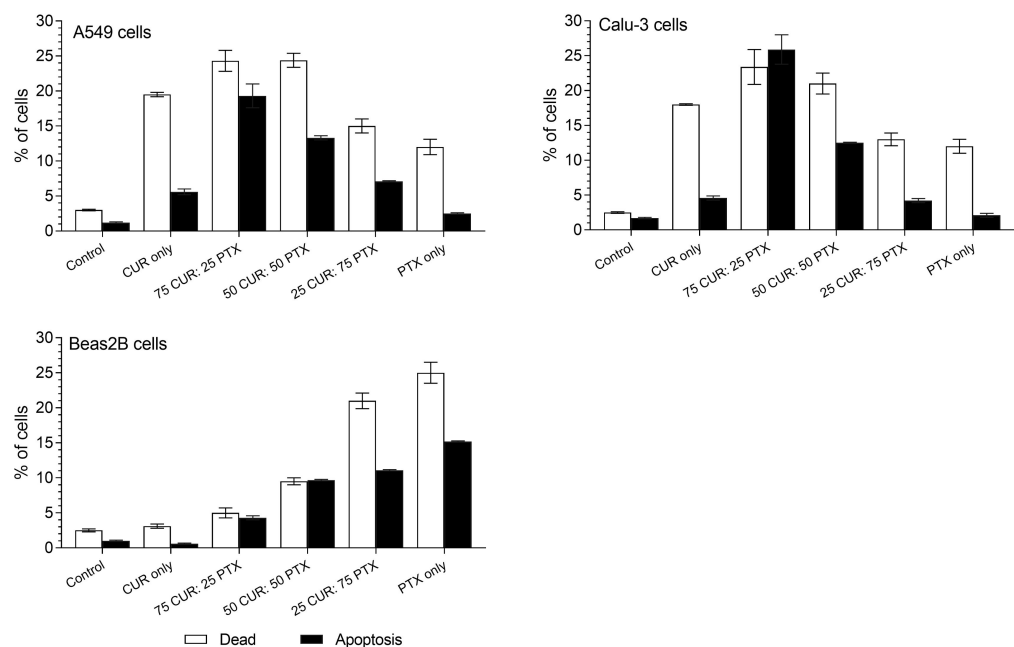 A549 cells
% of cells
30
25
20
15
10
5
0
Control
CUR only
75 CUR: 25 PTX
50 CUR: 50 PTX
25 CUR: 75 PTX
PTX only
Calu-3 cells
% of cells
30
25
20
15
10
5
0
Control
CUR only
75 CUR: 25 PTX
50 CUR: 50 PTX
25 CUR: 75 PTX
PTX only
Beas2B cells
% of cells
30
25
20
15
10
5
0
Control
CUR only
75 CUR: 25 PTX
50 CUR: 50 PTX
25 CUR: 75 PTX
PTX only
Dead Apoptosis